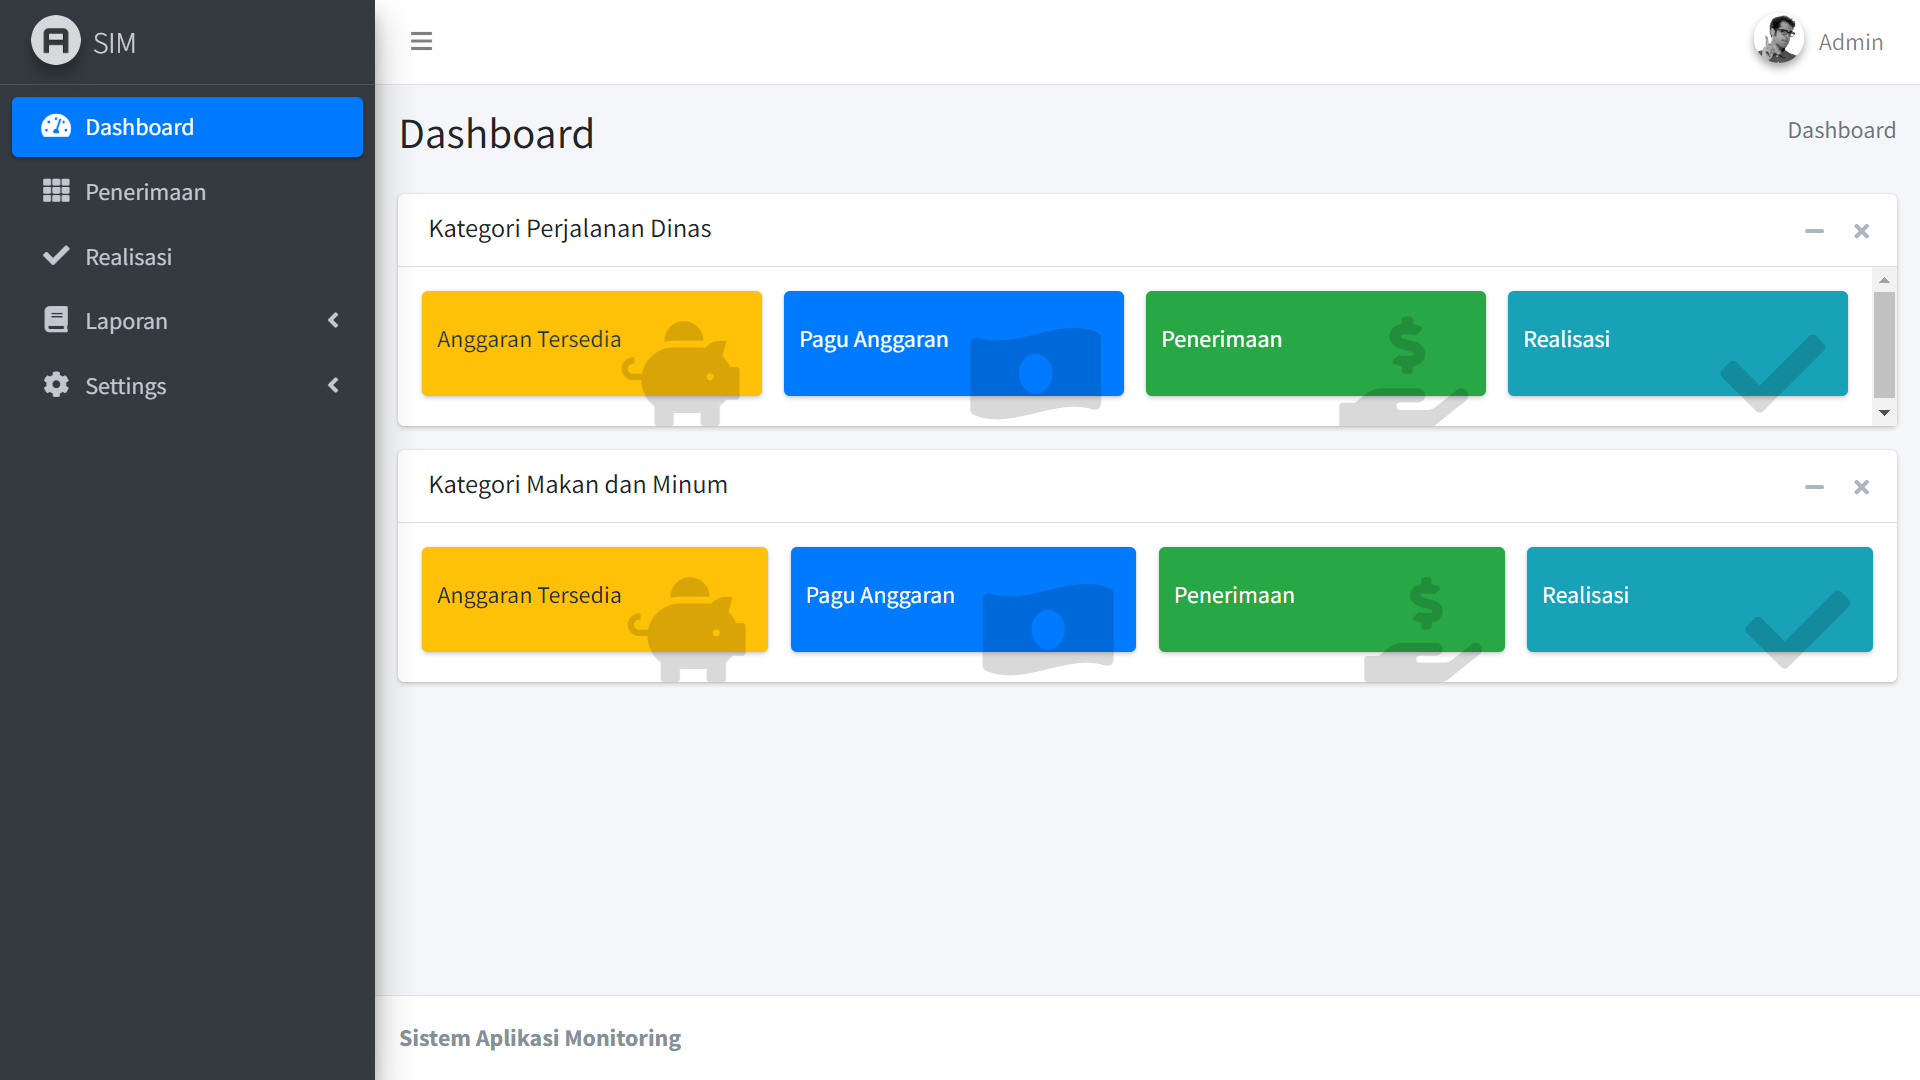 SIM
Admin
Dashboard
Penerimaan
Realisasi
Laporan
Settings
Dashboard
Dashboard
Kategori Perjalanan Dinas
Anggaran Tersedia
Pagu Anggaran
Penerimaan
Realisasi
Kategori Makan dan Minum
Anggaran Tersedia
Pagu Anggaran
Penerimaan
Realisasi
Sistem Aplikasi Monitoring